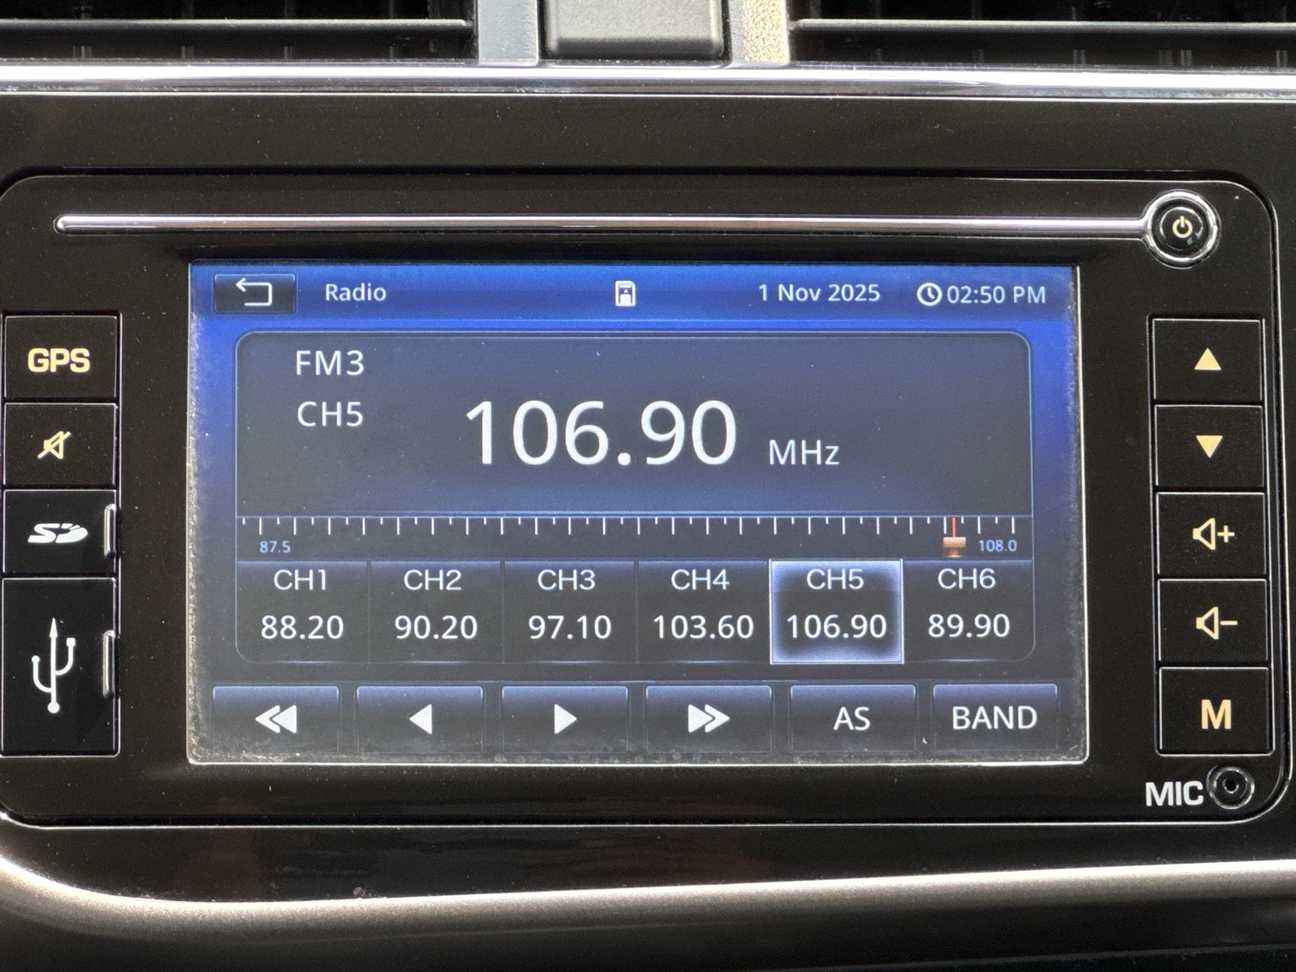 Radio 1 Nov 2025 02:50 PM
GPS
FM3
CH5
106.90 MHz
SD
87.5 108.0
CH1 CH2 CH3 CH4 CH5 CH6
88.20 90.20 97.10 103.60 106.90 89.90
AS BAND
M
MIC